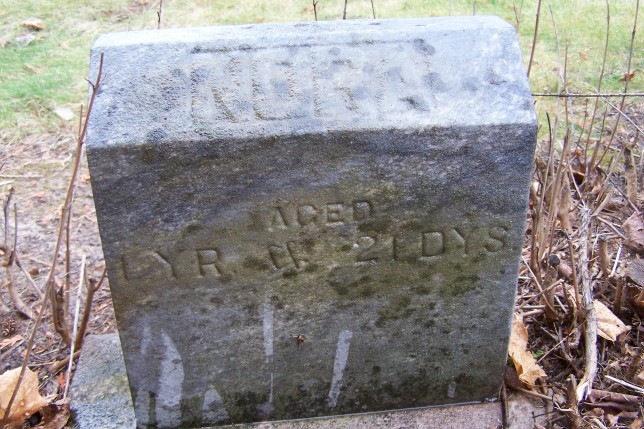 NORA
AGED
1 YR. 21 DYS